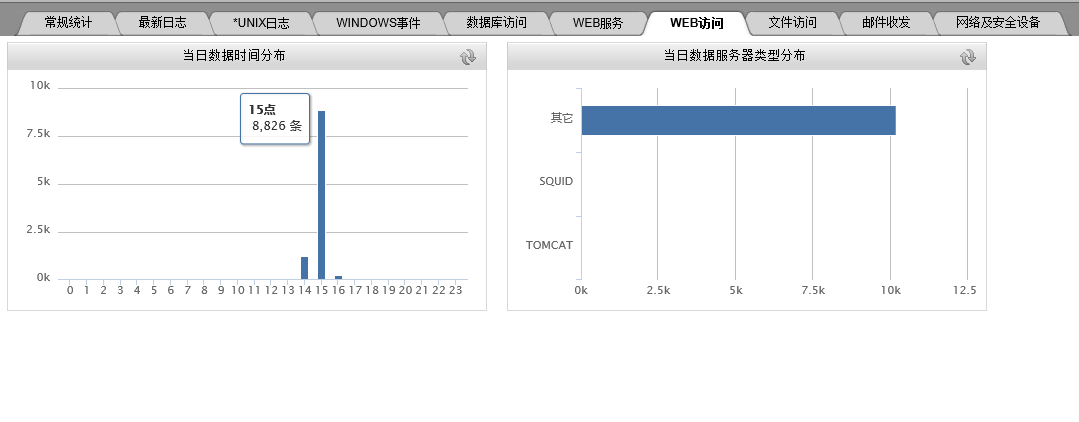 常规统计 最新日志 *UNIX日志 WINDOWS事件 数据库访问 WEB服务 WEB访问 文件访问 邮件收发 网络及安全设备
当日数据时间分布
10k
7.5k
5k
2.5k
0k
15点
8,826 条
0 1 2 3 4 5 6 7 8 9 10 11 12 13 14 15 16 17 18 19 20 21 22 23
当日数据服务器类型分布
其它
SQUID
TOMCAT
0k 2.5k 5k 7.5k 10k 12.5